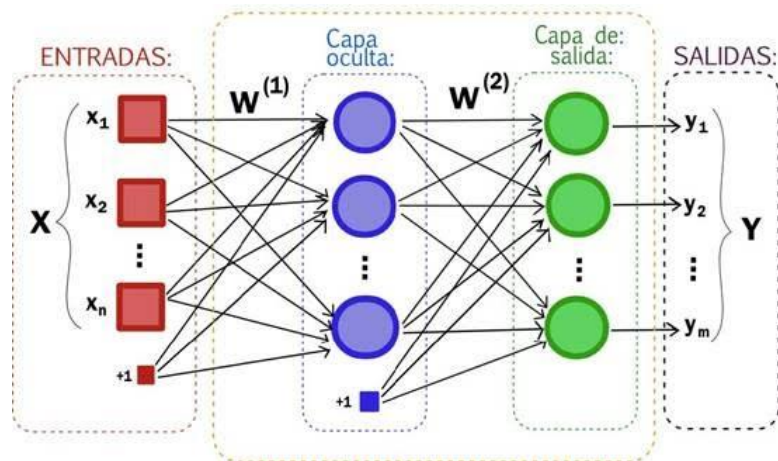 ENTRADAS:
Capa
oculta:
Capa de:
salida:
SALIDAS:
W(1)
W(2)
x1
y1
x2
y2
X
Y
xn
ym
+1
+1